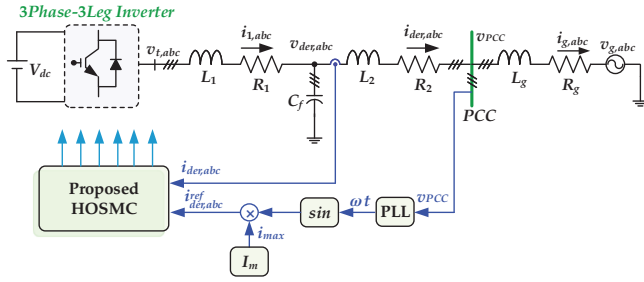 3Phase-3Leg Inverter
V_dc
v_t,abc
i_1,abc
v_der,abc
i_der,abc
v_PCC
i_g,abc
v_g,abc
L_1
R_1
C_f
L_2
R_2
L_g
R_g
PCC
Proposed
HOSMC
i_der,abc
i^ref_der,abc
i_max
I_m
sin
ωt
PLL
v_PCC